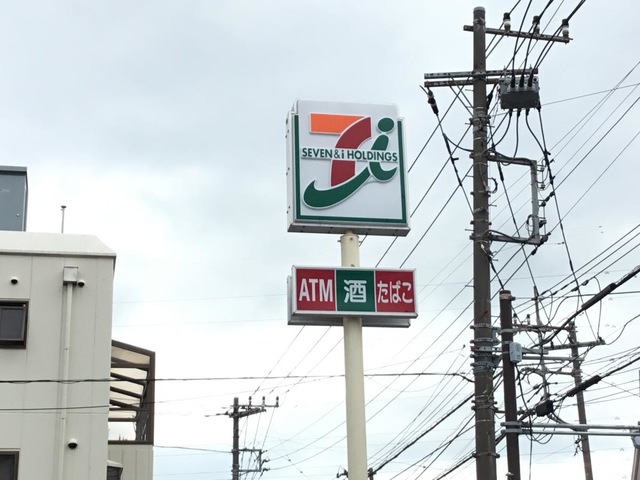 SEVEN & i HOLDINGS
ATM 酒 たばこ